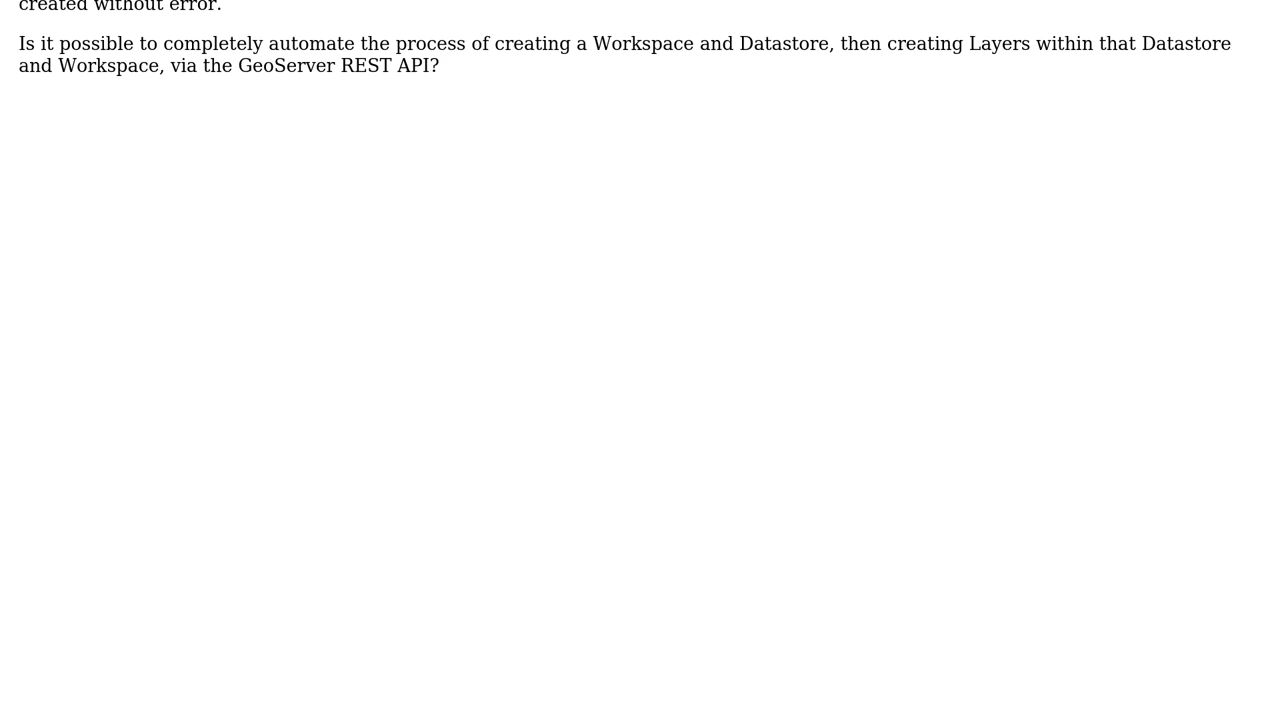 created without error.
Is it possible to completely automate the process of creating a Workspace and Datastore, then creating Layers within that Datastore
and Workspace, via the GeoServer REST API?